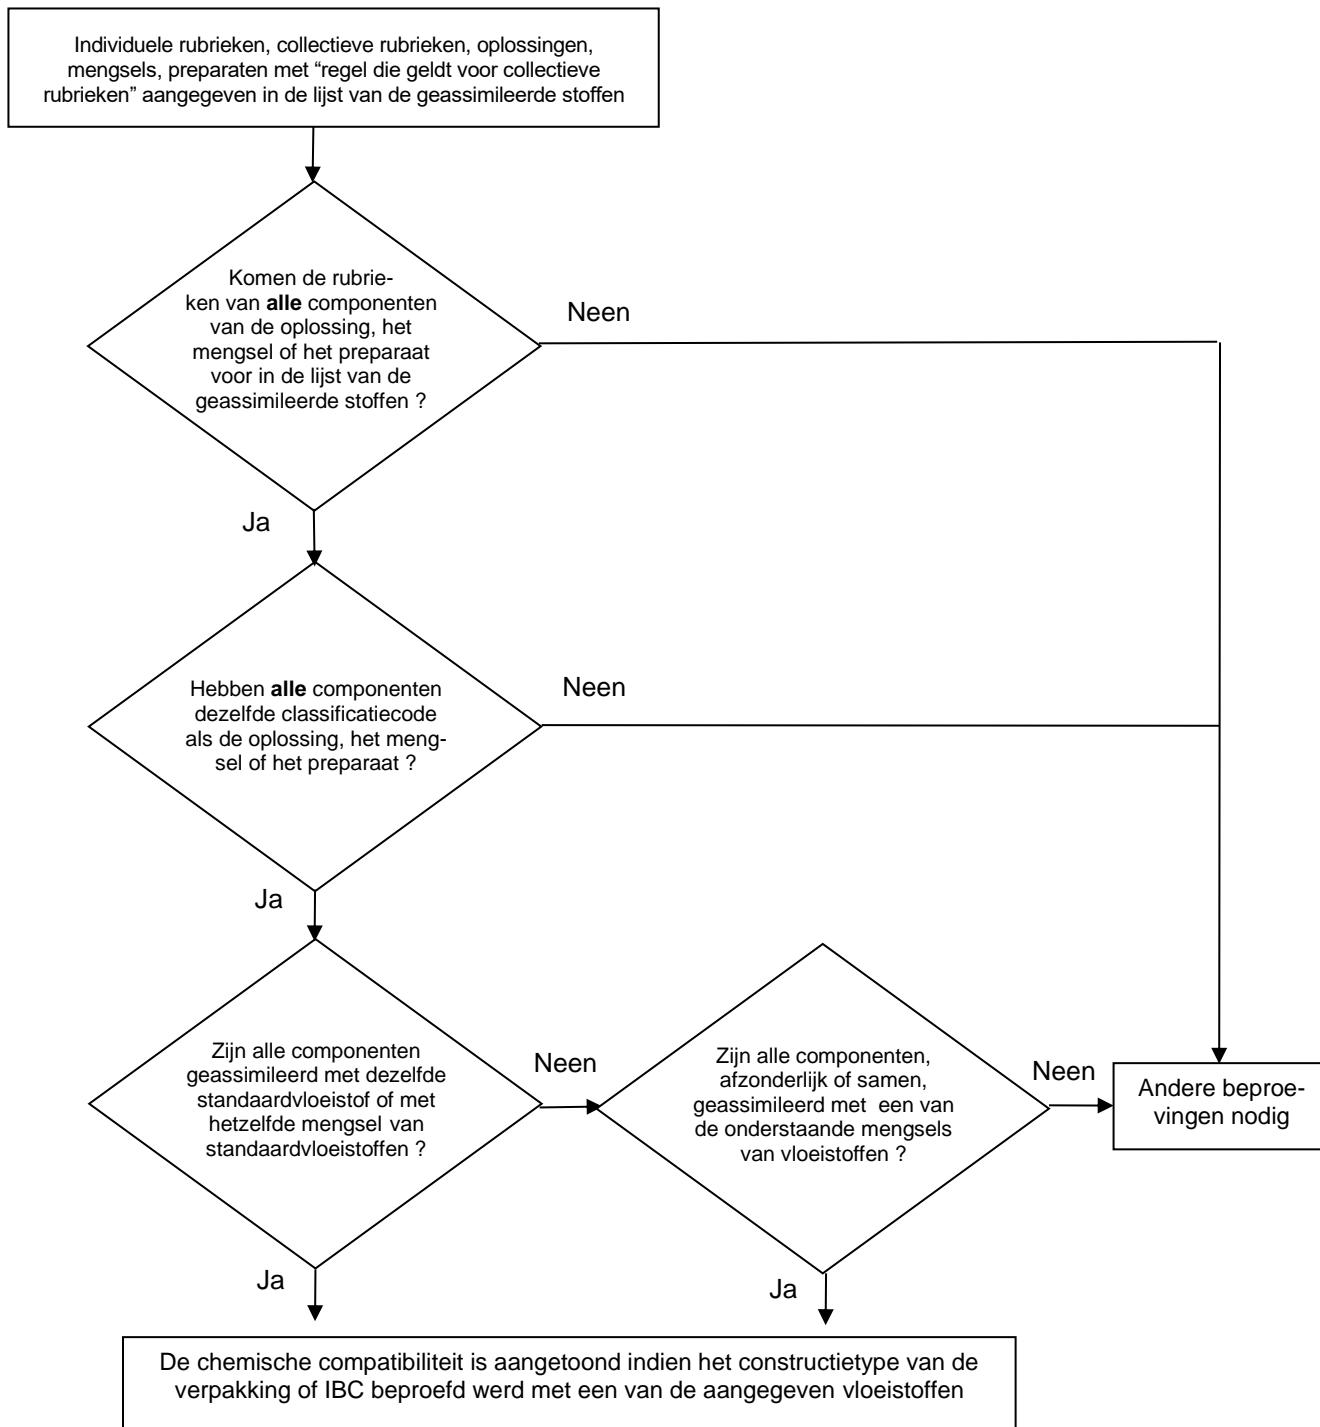 Individuele rubrieken, collectieve rubrieken, oplossingen,
mengsels, preparaten met “regel die geldt voor collectieve
rubrieken” aangegeven in de lijst van de geassimileerde stoffen
Komen de rubrie-
ken van alle componenten
van de oplossing, het
mengsel of het preparaat
voor in de lijst van de
geassimileerde stoffen ?
Neen
Ja
Hebben alle componenten
dezelfde classificatiecode
als de oplossing, het meng-
sel of het preparaat ?
Neen
Ja
Zijn alle componenten
geassimileerd met dezelfde
standaardvloeistof of met
hetzelfde mengsel van
standaardvloeistoffen ?
Neen
Zijn alle componenten,
afzonderlijk of samen,
geassimileerd met een van
de onderstaande mengsels
van vloeistoffen ?
Neen
Andere beproe-
vingen nodig
Ja
Ja
De chemische compatibiliteit is aangetoond indien het constructietype van de
verpakking of IBC beproefd werd met een van de aangegeven vloeistoffen